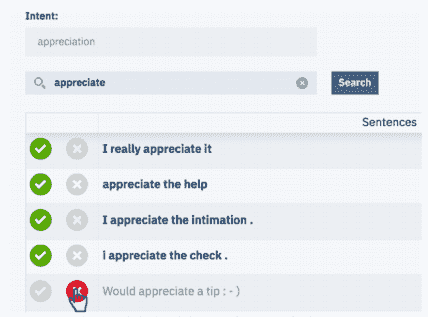 Intent:
appreciation
appreciate
Search
Sentences
I really appreciate it
appreciate the help
I appreciate the intimation .
i appreciate the check .
Would appreciate a tip : - )